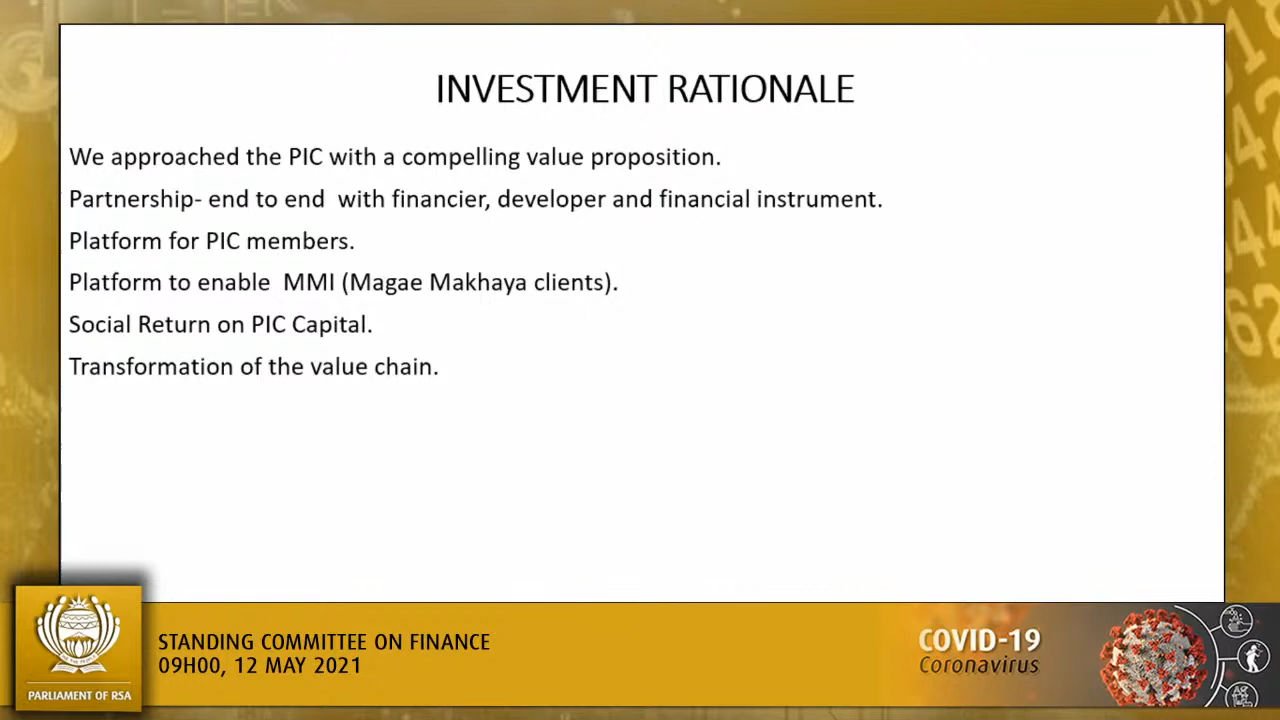 INVESTMENT RATIONALE
We approached the PIC with a compelling value proposition.
Partnership- end to end  with financier, developer and financial instrument.
Platform for PIC members.
Platform to enable  MMI (Magae Makhaya clients).
Social Return on PIC Capital.
Transformation of the value chain.
STANDING COMMITTEE ON FINANCE
09H00, 12 MAY 2021
PARLIAMENT OF RSA
COVID-19
Coronavirus